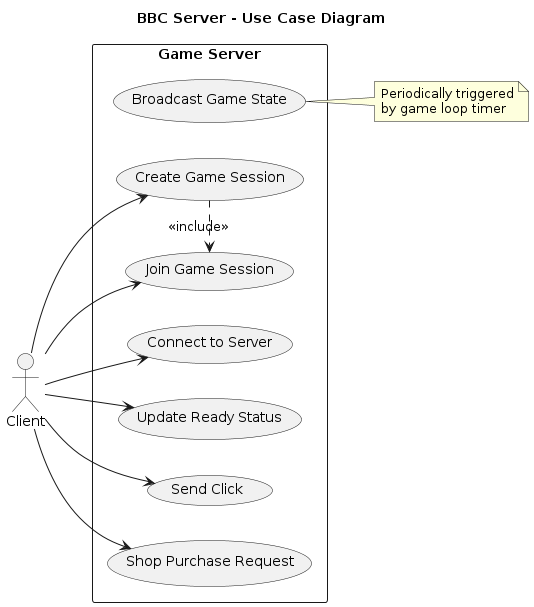 BBC Server - Use Case Diagram
Game Server
Broadcast Game State
Periodically triggered
by game loop timer
Create Game Session
«include»
Join Game Session
Connect to Server
Client
Update Ready Status
Send Click
Shop Purchase Request